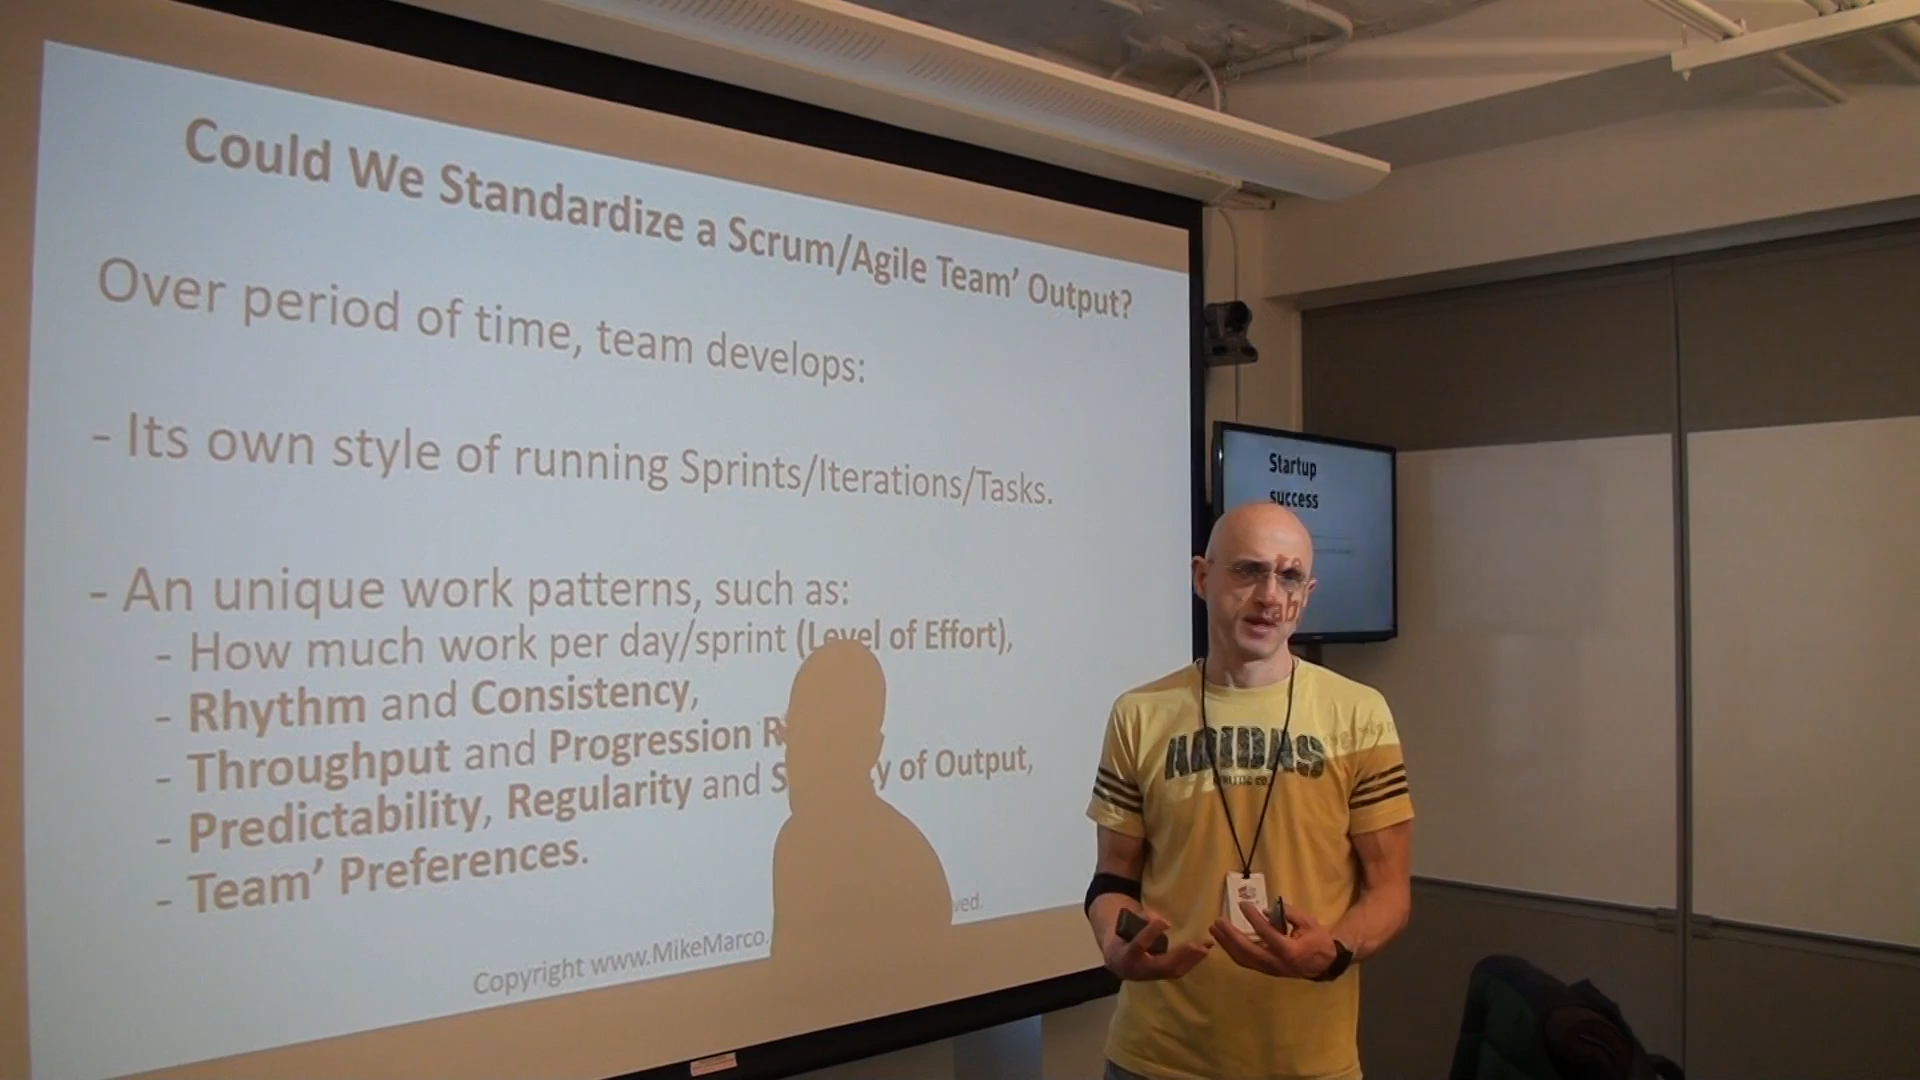 Could We Standardize a Scrum/Agile Team’ Output?
Over period of time, team develops:
- Its own style of running Sprints/Iterations/Tasks.
- An unique work patterns, such as:
- How much work per day/sprint (Level of Effort),
- Rhythm and Consistency,
- Throughput and Progression
- Predictability, Regularity and of Output,
- Team’ Preferences.
Copyright www.MikeMarco.
Startup
success
ADIDAS